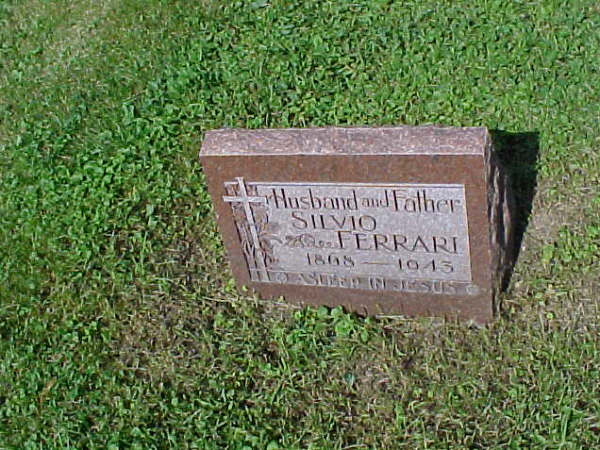 Husband and Father
SILVIO
FERRARI
1868 — 1943
ASLEEP IN JESUS